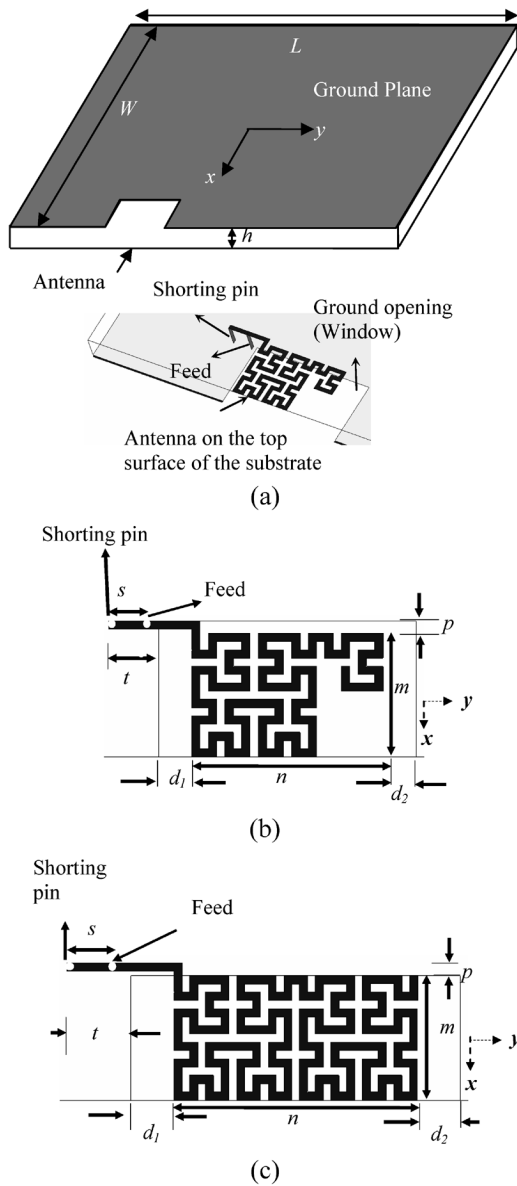 L
Ground Plane
W
y
x
h
Antenna
Shorting pin
Ground opening
(Window)
Feed
Antenna on the top
surface of the substrate
(a)
Shorting pin
s
Feed
p
t
m
y
x
d1
n
d2
(b)
Shorting
pin
Feed
s
p
t
m
y
x
d1
n
d2
(c)